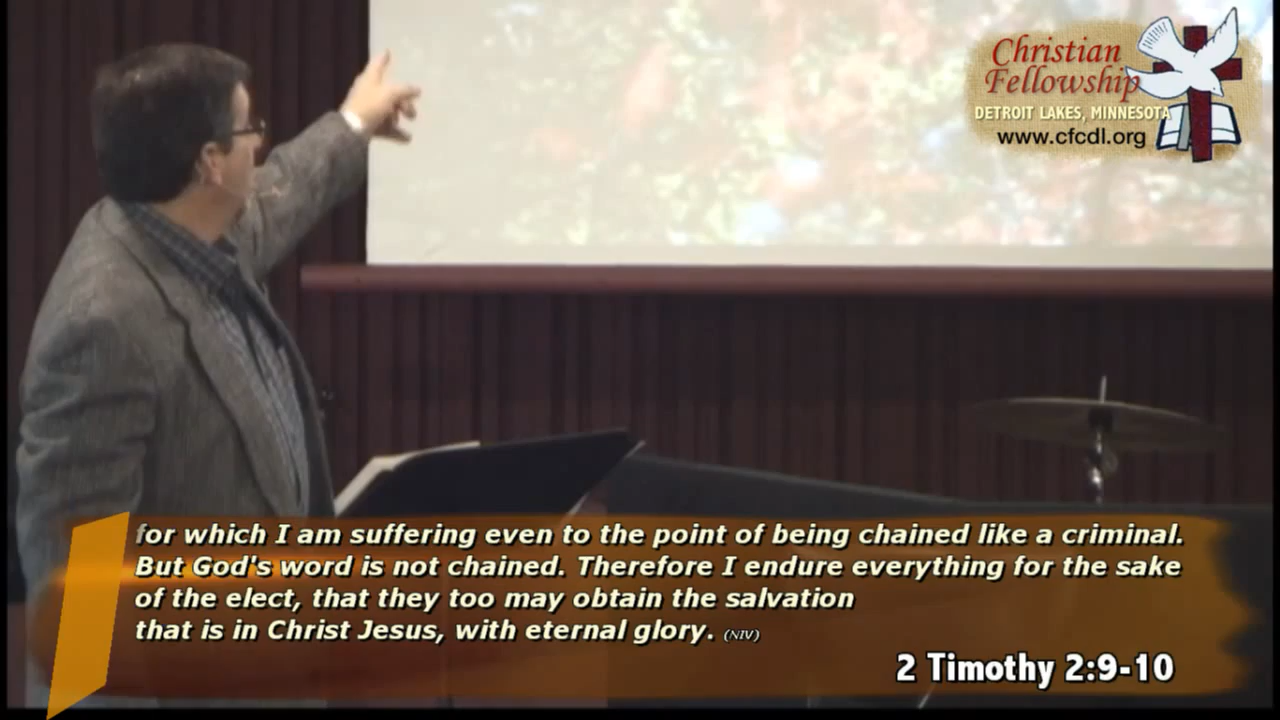 Christian
Fellowship
DETROIT LAKES, MINNESOTA
www.cfcdl.org
for which I am suffering even to the point of being chained like a criminal.
But God's word is not chained. Therefore I endure everything for the sake
of the elect, that they too may obtain the salvation
that is in Christ Jesus, with eternal glory. (NIV)
2 Timothy 2:9-10